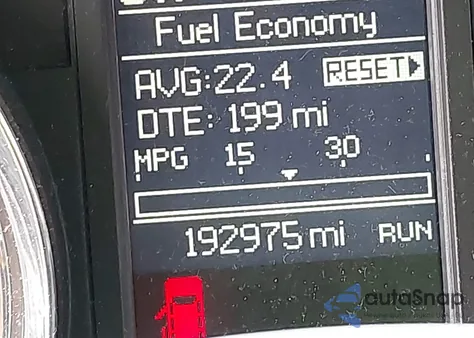 Fuel Economy
AVG:22.4 RESET
DTE: 199 mi
MPG 15 30
192975 mi RUN
autoSnap